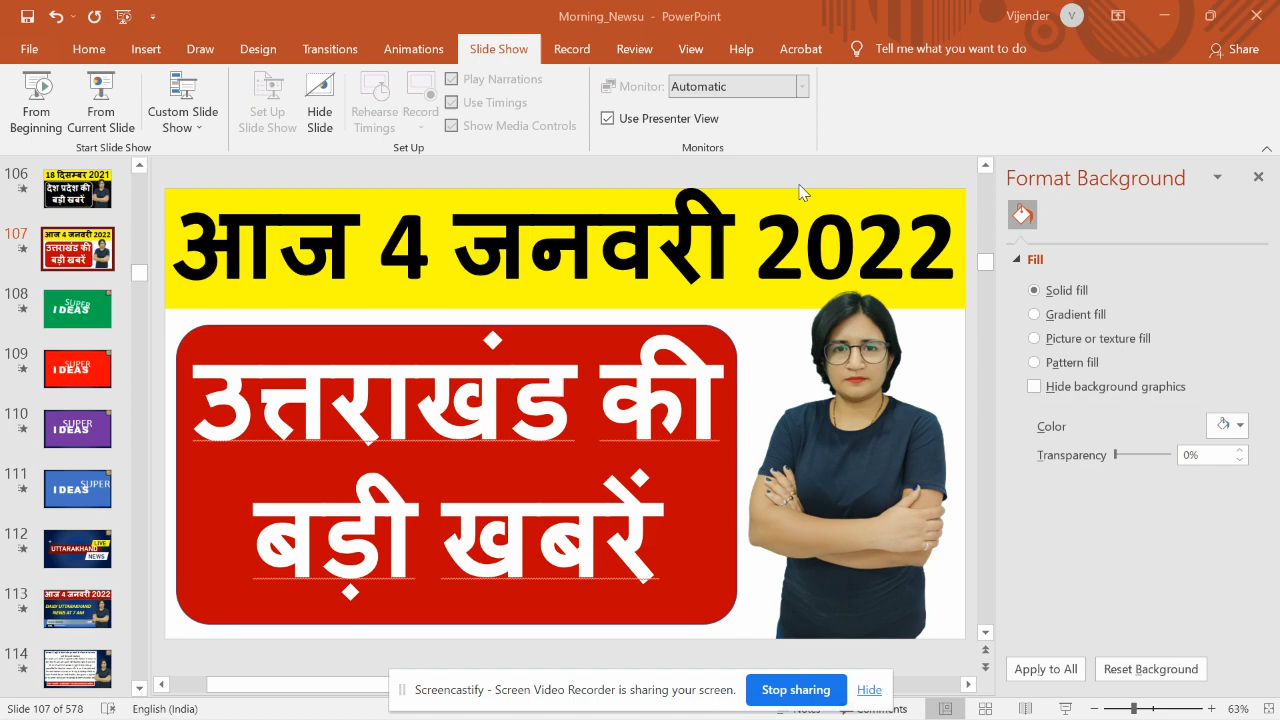 Morning_Newsu - PowerPoint
Vijender V
File Home Insert Draw Design Transitions Animations Slide Show Record Review View Help Acrobat Tell me what you want to do Share
From Beginning
From Current Slide
Custom Slide Show
Set Up Slide Show
Hide Slide
Rehearse Timings
Record
Play Narrations
Use Timings
Show Media Controls
Monitor: Automatic
Use Presenter View
Start Slide Show
Set Up
Monitors
106
18 दिसम्बर 2021
देश प्रदेश की
बड़ी खबरें
107
आज 4 जनवरी 2022
उत्तराखंड की
बड़ी खबरें
108
SUPER
IDEAS
109
SUPER
IDEAS
110
SUPER
IDEAS
111
SUPER
IDEAS
112
LIVE
UTTARAKHAND
NEWS
113
आज 4 जनवरी 2022
DAILY UTTARAKHAND
NEWS AT 7 AM
114
आज 4 जनवरी 2022
उत्तराखंड की
बड़ी खबरें
Format Background
Fill
Solid fill
Gradient fill
Picture or texture fill
Pattern fill
Hide background graphics
Color
Transparency 0%
Apply to All
Reset Background
Screencastify - Screen Video Recorder is sharing your screen. Stop sharing Hide
Slide 107 of 578 English (India) Notes Comments 63%